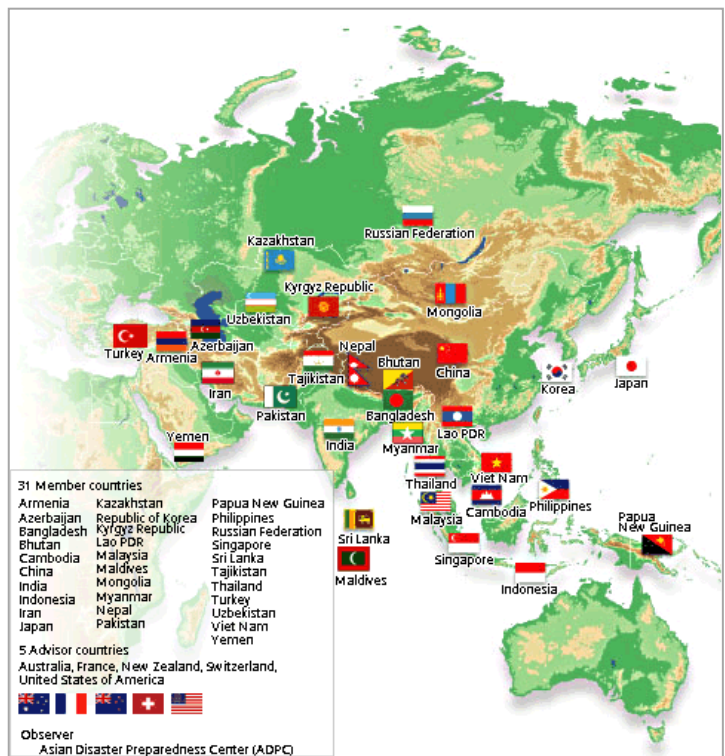 Russian Federation
Kazakhstan
Kyrgyz Republic
Mongolia
Uzbekistan
Turkey
Armenia
Azerbaijan
Nepal
Bhutan
China
Tajikistan
Iran
Korea
Japan
Pakistan
Bangladesh
India
Lao PDR
Myanmar
Yemen
Thailand
Viet Nam
Malaysia
Cambodia
Philippines
Sri Lanka
Papua
New Guinea
Singapore
Maldives
Indonesia
31 Member countries
Armenia
Azerbaijan
Bangladesh
Bhutan
Cambodia
China
India
Indonesia
Iran
Japan
Kazakhstan
Republic of Korea
Kyrgyz Republic
Lao PDR
Malaysia
Maldives
Mongolia
Myanmar
Nepal
Pakistan
Papua New Guinea
Philippines
Russian Federation
Singapore
Sri Lanka
Tajikistan
Thailand
Turkey
Uzbekistan
Viet Nam
Yemen
5 Advisor countries
Australia, France, New Zealand, Switzerland,
United States of America
Observer
Asian Disaster Preparedness Center (ADPC)